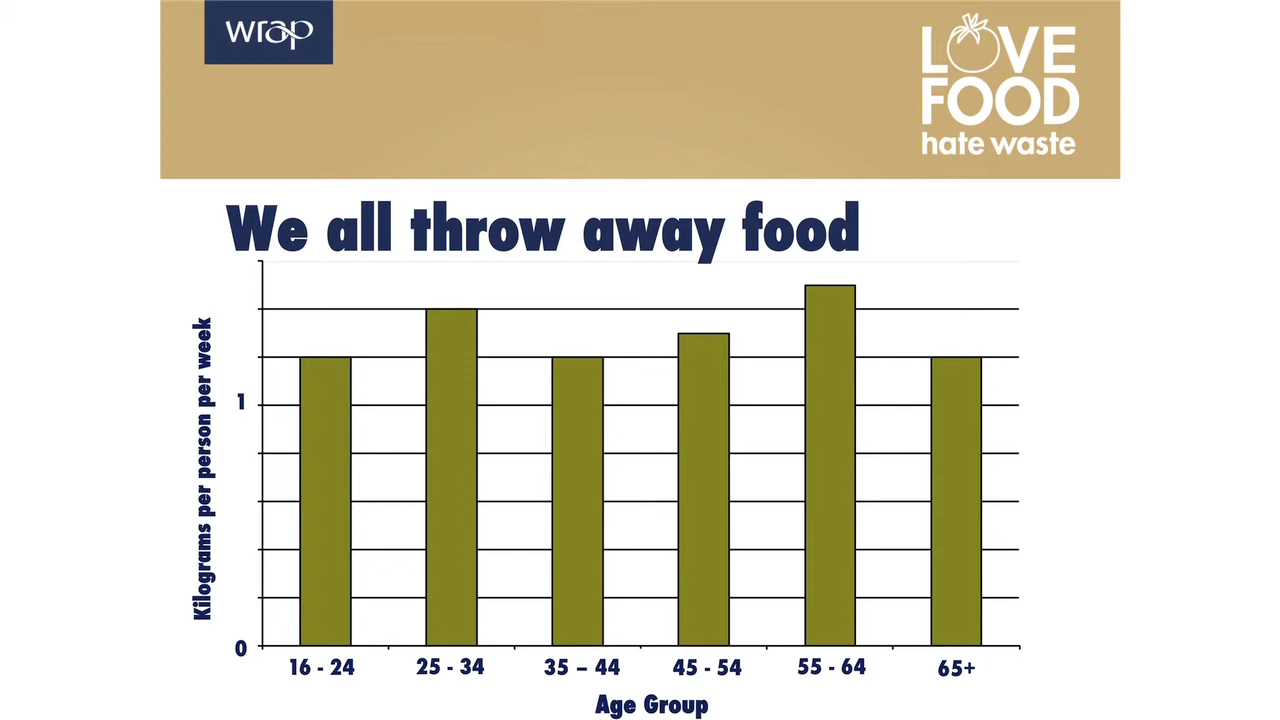 wrap
LOVE
FOOD
hate waste
We all throw away food
Kilograms per person per week
1
0
16 - 24 25 - 34 35 – 44 45 - 54 55 - 64 65+
Age Group